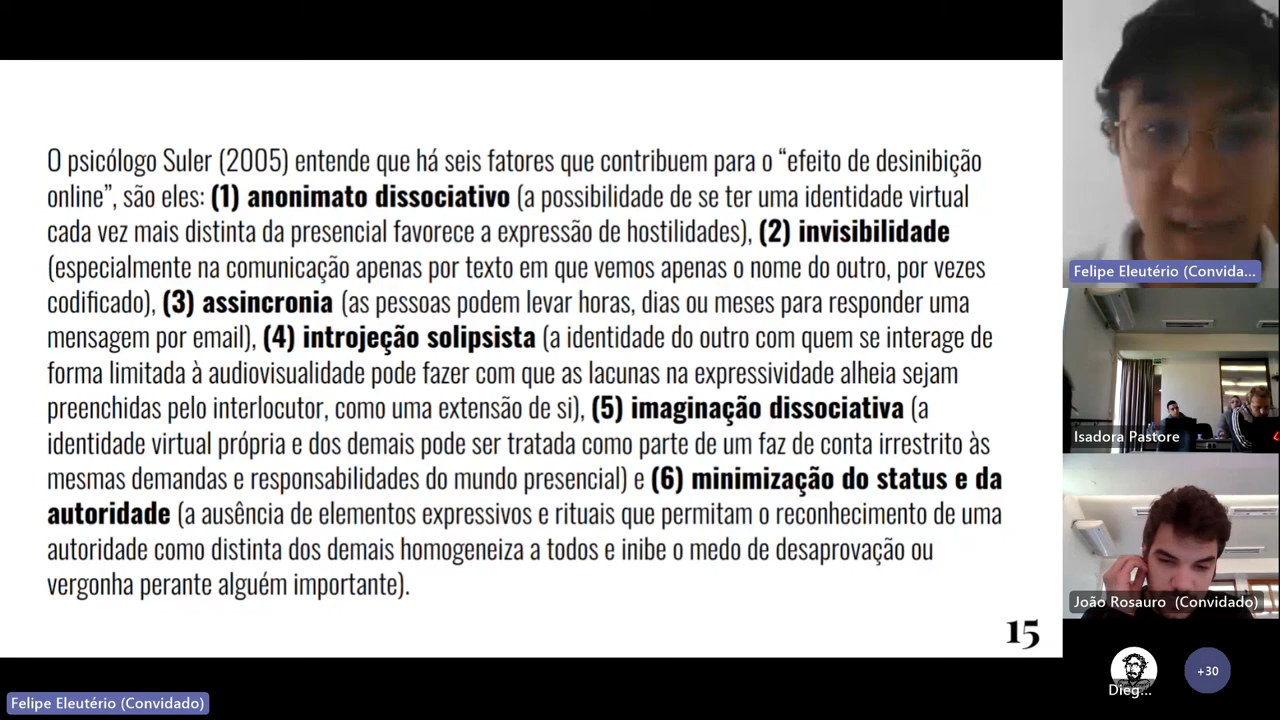 O psicólogo Suler (2005) entende que há seis fatores que contribuem para o “efeito de desinibição
online”, são eles: (1) anonimato dissociativo (a possibilidade de se ter uma identidade virtual
cada vez mais distinta da presencial favorece a expressão de hostilidades), (2) invisibilidade
(especialmente na comunicação apenas por texto em que vemos apenas o nome do outro, por vezes
codificado), (3) assincronia (as pessoas podem levar horas, dias ou meses para responder uma
mensagem por email), (4) introjeção solipsista (a identidade do outro com quem se interage de
forma limitada à audiovisualidade pode fazer com que as lacunas na expressividade alheia sejam
preenchidas pelo interlocutor, como uma extensão de si), (5) imaginação dissociativa (a
identidade virtual própria e dos demais pode ser tratada como parte de um faz de conta irrestrito às
mesmas demandas e responsabilidades do mundo presencial) e (6) minimização do status e da
autoridade (a ausência de elementos expressivos e rituais que permitam o reconhecimento de uma
autoridade como distinta dos demais homogeneiza a todos e inibe o medo de desaprovação ou
vergonha perante alguém importante).
15
Felipe Eleutério (Convidado)
Felipe Eleutério (Convida...
Isadora Pastore
João Rosauro (Convidado)
Dieg...
+30